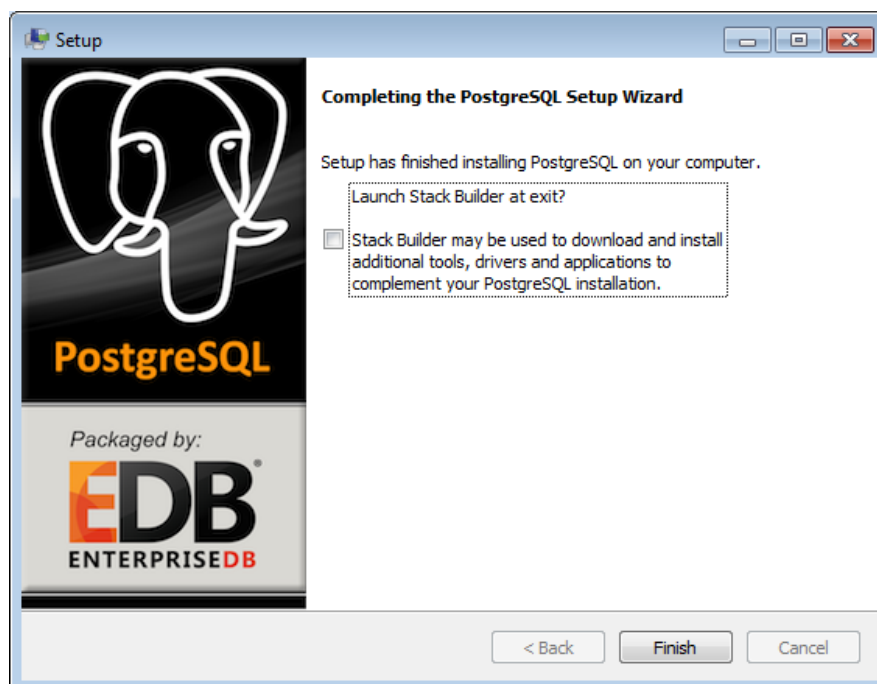 Setup
Completing the PostgreSQL Setup Wizard
Setup has finished installing PostgreSQL on your computer.
Launch Stack Builder at exit?
Stack Builder may be used to download and install
additional tools, drivers and applications to
complement your PostgreSQL installation.
PostgreSQL
Packaged by:
EDB
ENTERPRISEDB
< Back
Finish
Cancel